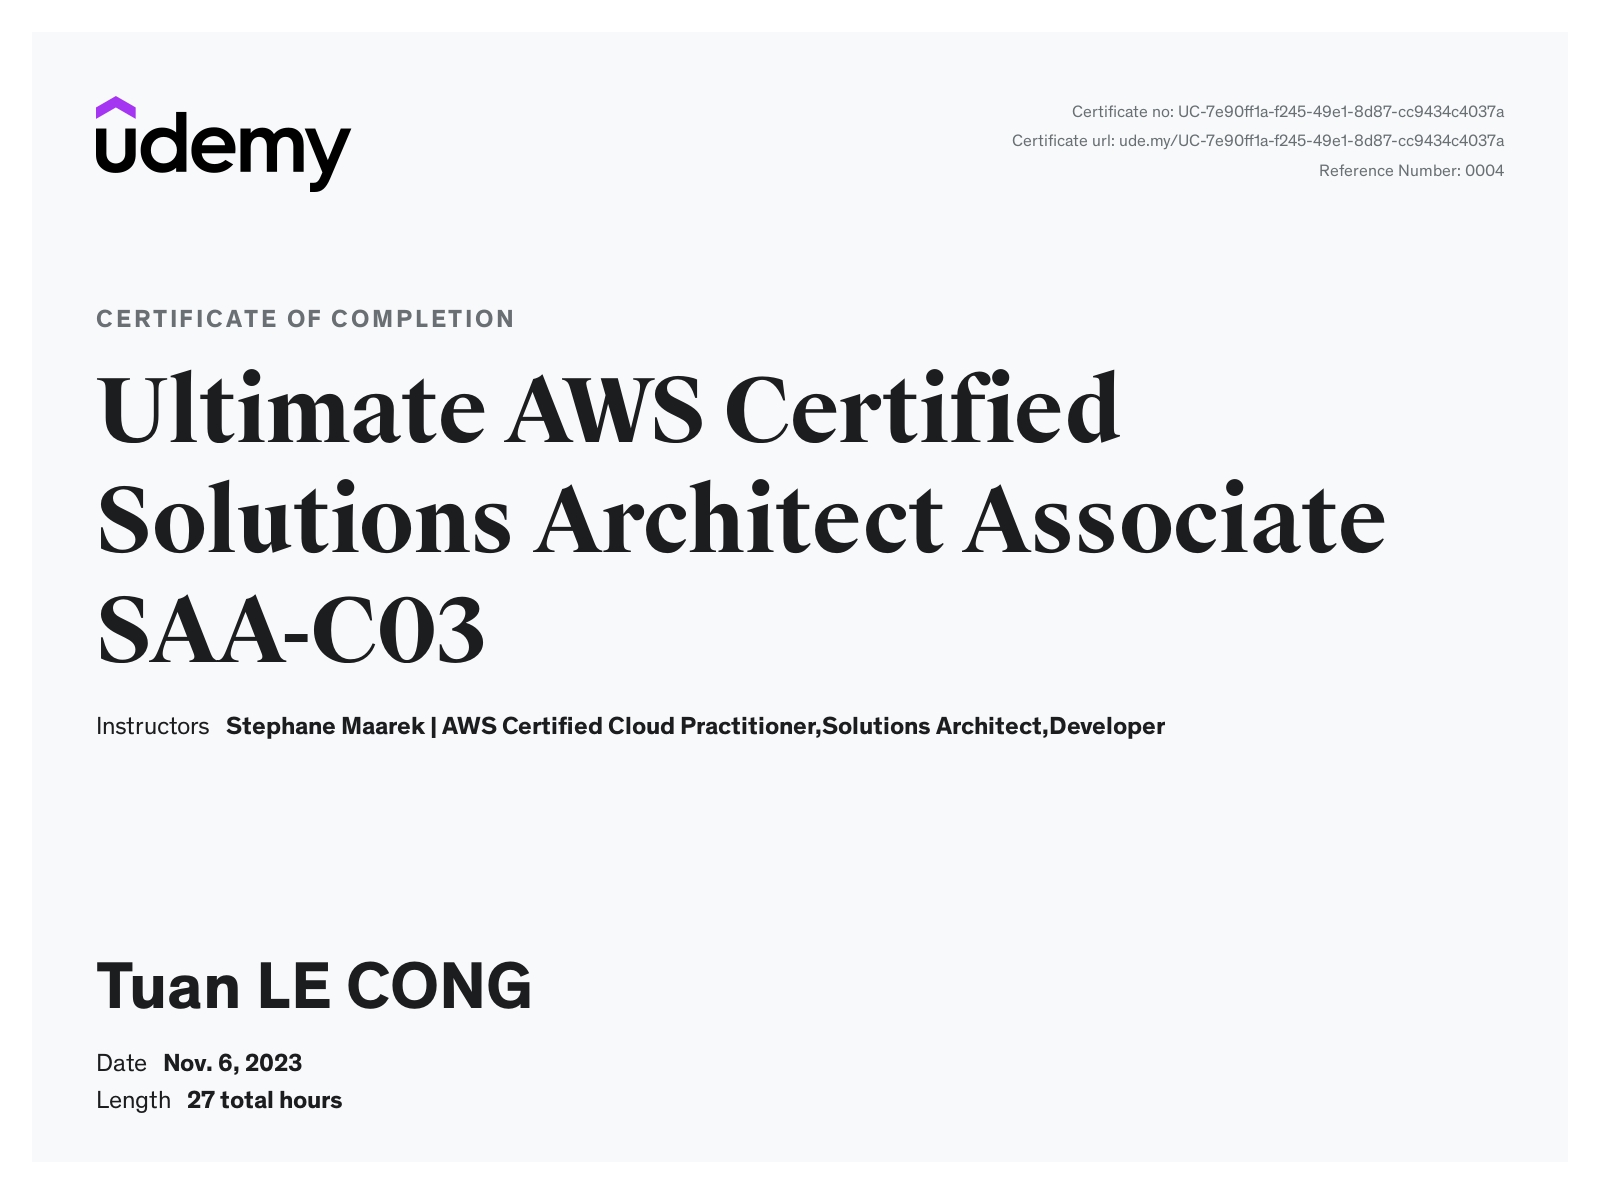 udemy
Certificate no: UC-7e90ff1a-f245-49e1-8d87-cc9434c4037a
Certificate url: ude.my/UC-7e90ff1a-f245-49e1-8d87-cc9434c4037a
Reference Number: 0004
CERTIFICATE OF COMPLETION
Ultimate AWS Certified
Solutions Architect Associate
SAA-C03
Instructors Stephane Maarek | AWS Certified Cloud Practitioner,Solutions Architect,Developer
Tuan LE CONG
Date Nov. 6, 2023
Length 27 total hours